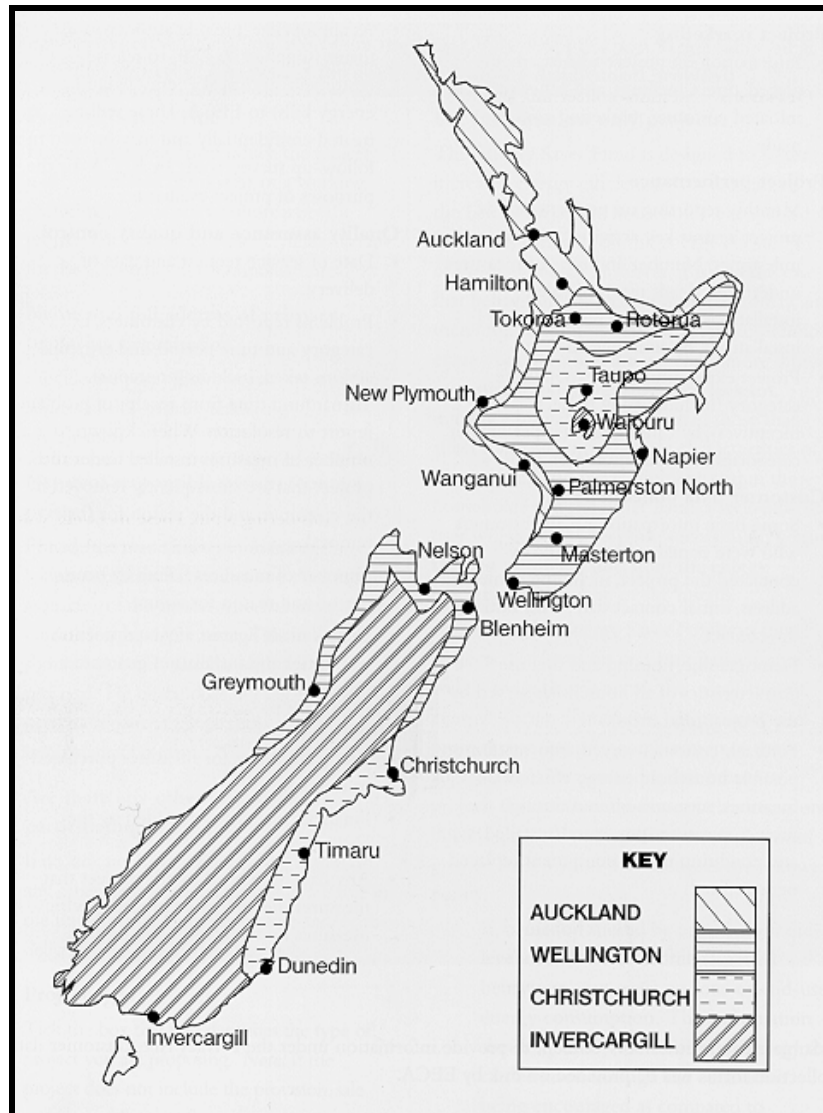 Auckland
Hamilton
Tokoroa
Rotorua
Taupo
New Plymouth
Waiouru
Napier
Wanganui
Palmerston North
Masterton
Nelson
Wellington
Blenheim
Greymouth
Christchurch
Timaru
Dunedin
Invercargill
KEY
AUCKLAND
WELLINGTON
CHRISTCHURCH
INVERCARGILL